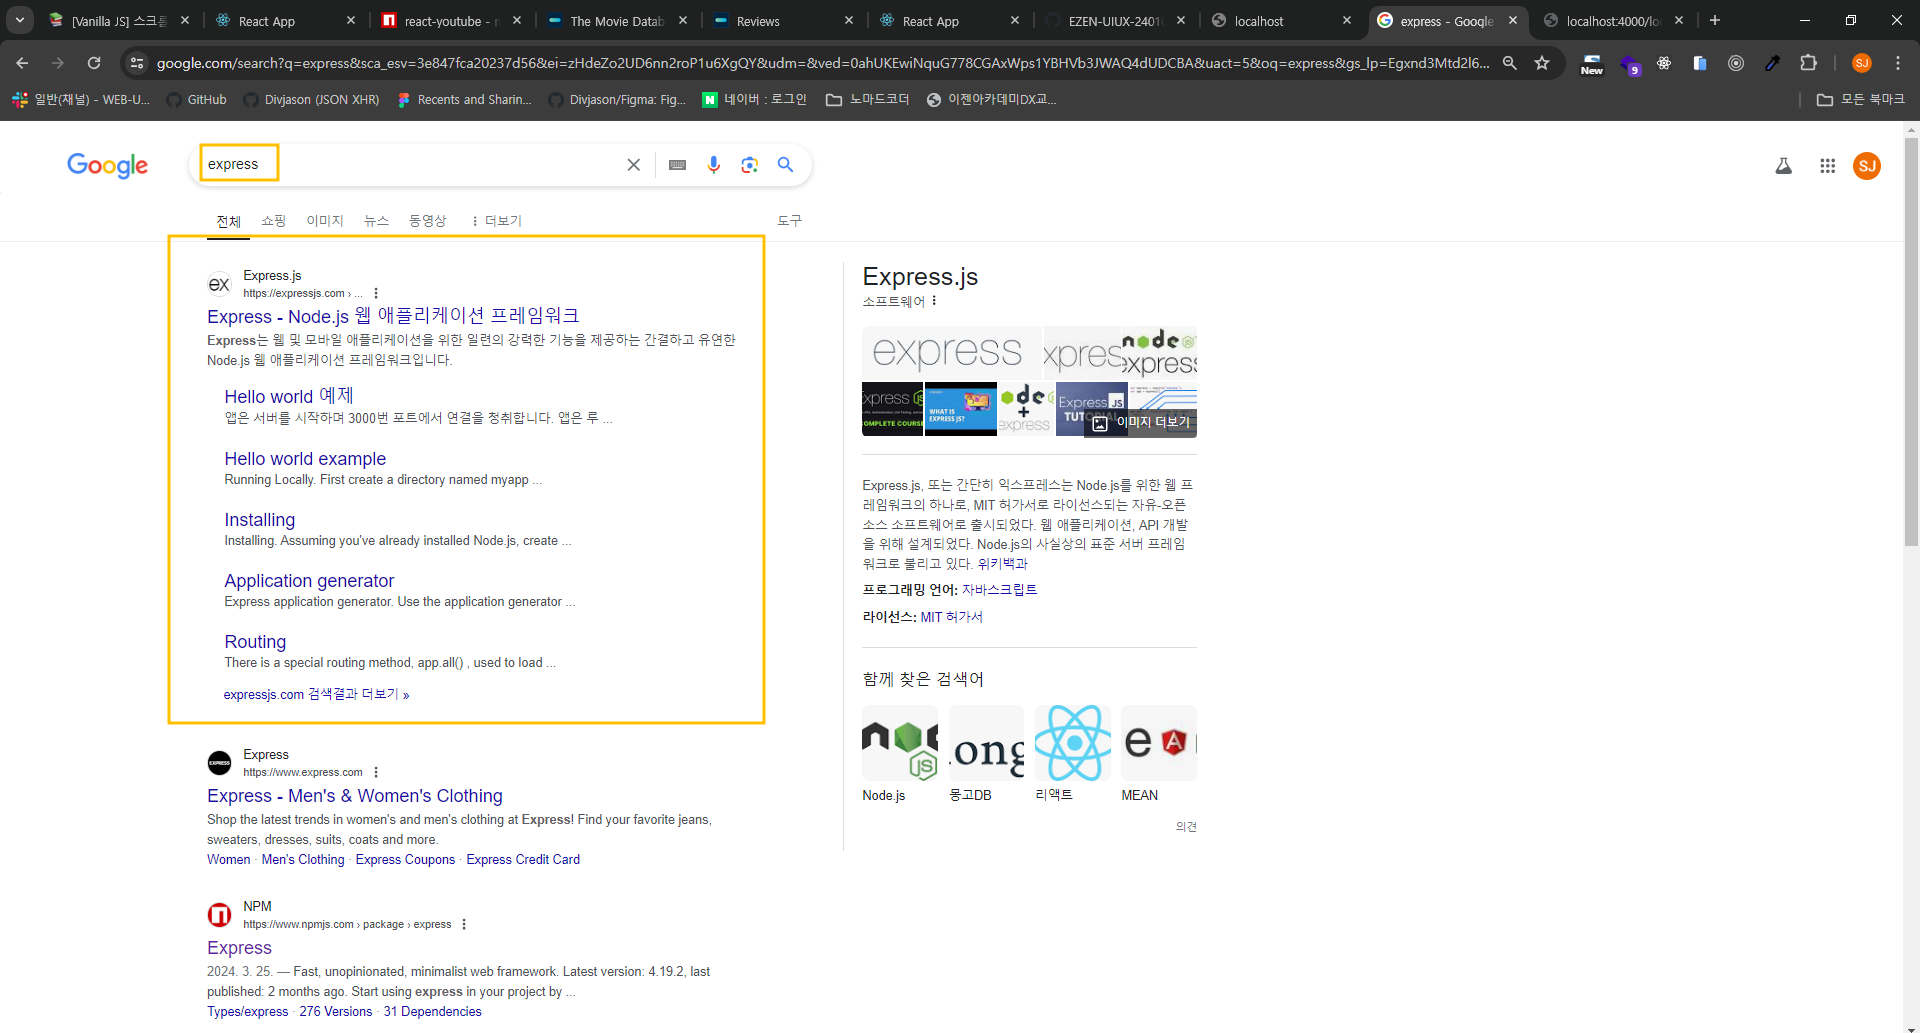 [Vanilla JS] 스크롤
React App
react-youtube - n
The Movie Datab
Reviews
React App
EZEN-UIUX-2401
localhost
express - Google
localhost:4000/lo
google.com/search?q=express&sca_esv=3e847fca20237d56&ei=zHdeZo2UD6nn2roP1u6XgQY&udm=&ved=0ahUKEwiNquG778CGAxWps1YBHVb3JWAQ4dUDCBA&uact=5&oq=express&gs_lp=Egxnd3Mtd2l6...
New
9
SJ
일반(채널) - WEB-U...
GitHub
Divjason (JSON XHR)
Recents and Sharin...
Divjason/Figma: Fig...
네이버 : 로그인
노마드코더
이젠아카데미DX교...
모든 북마크
Google
express
SJ
전체
쇼핑
이미지
뉴스
동영상
더보기
도구
ex
Express.js
https://expressjs.com › ...
Express - Node.js 웹 애플리케이션 프레임워크
Express는 웹 및 모바일 애플리케이션을 위한 일련의 강력한 기능을 제공하는 간결하고 유연한
Node.js 웹 애플리케이션 프레임워크입니다.
Hello world 예제
앱은 서버를 시작하며 3000번 포트에서 연결을 청취합니다. 앱은 루 ...
Hello world example
Running Locally. First create a directory named myapp ...
Installing
Installing. Assuming you've already installed Node.js, create ...
Application generator
Express application generator. Use the application generator ...
Routing
There is a special routing method, app.all() , used to load ...
expressjs.com 검색결과 더보기 »
EXPRESS
Express
https://www.express.com
Express - Men's & Women's Clothing
Shop the latest trends in women's and men's clothing at Express! Find your favorite jeans,
sweaters, dresses, suits, coats and more.
Women · Men's Clothing · Express Coupons · Express Credit Card
NPM
https://www.npmjs.com › package › express
Express
2024. 3. 25. — Fast, unopinionated, minimalist web framework. Latest version: 4.19.2, last
published: 2 months ago. Start using express in your project by ...
Types/express · 276 Versions · 31 Dependencies
Express.js
소프트웨어
express
xpress
node
express
express
COMPLETE COURS
WHAT IS
EXPRESS JS?
ode
+
express
Express JS
TUTORIAL
이미지 더보기
Express.js, 또는 간단히 익스프레스는 Node.js를 위한 웹 프
레임워크의 하나로, MIT 허가서로 라이선스되는 자유-오픈
소스 소프트웨어로 출시되었다. 웹 애플리케이션, API 개발
을 위해 설계되었다. Node.js의 사실상의 표준 서버 프레임
워크로 불리고 있다. 위키백과
프로그래밍 언어: 자바스크립트
라이선스: MIT 허가서
함께 찾은 검색어
JS
ong
e
A
Node.js
몽고DB
리액트
MEAN
의견